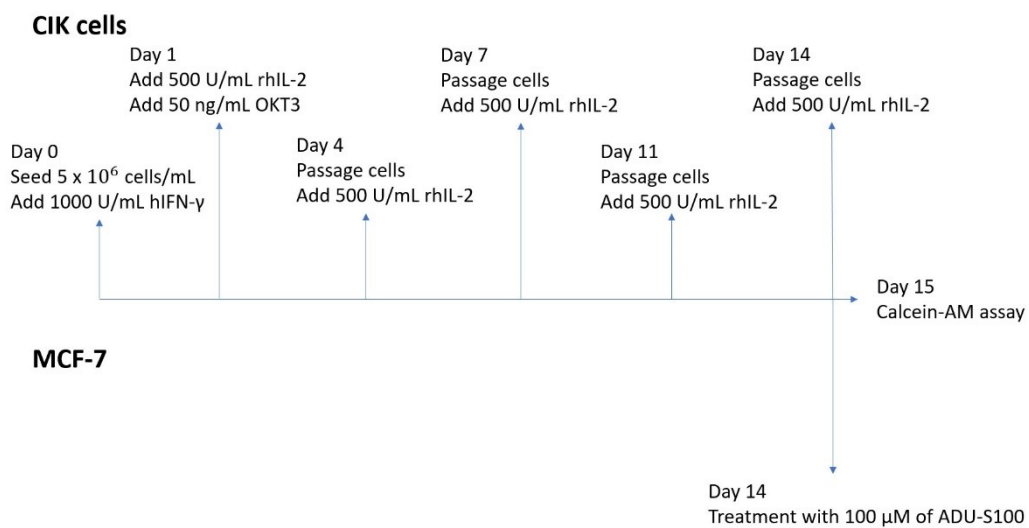 CIK cells
Day 0
Seed 5 x 10⁶ cells/mL
Add 1000 U/mL hIFN-γ
Day 1
Add 500 U/mL rhIL-2
Add 50 ng/mL OKT3
Day 4
Passage cells
Add 500 U/mL rhIL-2
Day 7
Passage cells
Add 500 U/mL rhIL-2
Day 11
Passage cells
Add 500 U/mL rhIL-2
Day 14
Passage cells
Add 500 U/mL rhIL-2
Day 15
Calcein-AM assay
MCF-7
Day 14
Treatment with 100 μM of ADU-S100